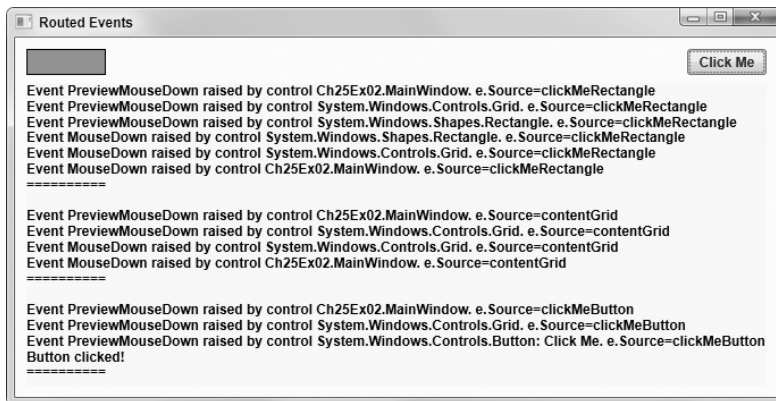 Routed Events
Click Me
Event PreviewMouseDown raised by control Ch25Ex02.MainWindow. e.Source=clickMeRectangle
Event PreviewMouseDown raised by control System.Windows.Controls.Grid. e.Source=clickMeRectangle
Event PreviewMouseDown raised by control System.Windows.Shapes.Rectangle. e.Source=clickMeRectangle
Event MouseDown raised by control System.Windows.Shapes.Rectangle. e.Source=clickMeRectangle
Event MouseDown raised by control System.Windows.Controls.Grid. e.Source=clickMeRectangle
Event MouseDown raised by control Ch25Ex02.MainWindow. e.Source=clickMeRectangle
==========
Event PreviewMouseDown raised by control Ch25Ex02.MainWindow. e.Source=contentGrid
Event PreviewMouseDown raised by control System.Windows.Controls.Grid. e.Source=contentGrid
Event MouseDown raised by control System.Windows.Controls.Grid. e.Source=contentGrid
Event MouseDown raised by control Ch25Ex02.MainWindow. e.Source=contentGrid
==========
Event PreviewMouseDown raised by control Ch25Ex02.MainWindow. e.Source=clickMeButton
Event PreviewMouseDown raised by control System.Windows.Controls.Grid. e.Source=clickMeButton
Event PreviewMouseDown raised by control System.Windows.Controls.Button: Click Me. e.Source=clickMeButton
Button clicked!
==========